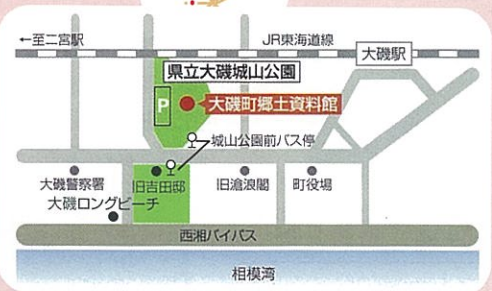 ←至二宮駅
JR東海道線
大磯駅
県立大磯城山公園
P
大磯町郷土資料館
城山公園前バス停
大磯警察署
旧吉田邸
旧滄浪閣
町役場
大磯ロングビーチ
西湘バイパス
相模湾